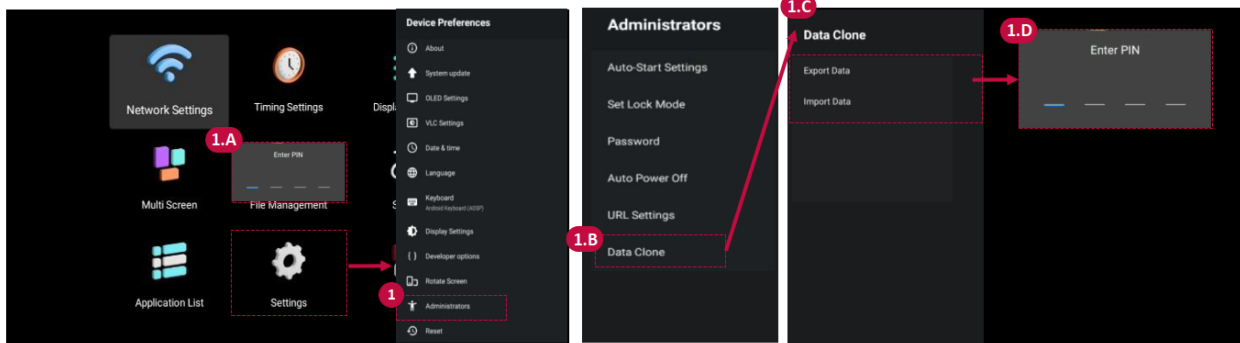 Network Settings
Timing Settings
Displa
1.A
Enter PIN
Multi Screen
File Management
S
Application List
Settings
Device Preferences
About
System update
OLED Settings
VLC Settings
Date & time
Language
Keyboard
Android Keyboard (AOSP)
Display Settings
Developer options
Rotate Screen
1
Administrators
Reset
Administrators
Auto-Start Settings
Set Lock Mode
Password
Auto Power Off
URL Settings
1.B
Data Clone
1.C
Data Clone
Export Data
Import Data
1.D
Enter PIN